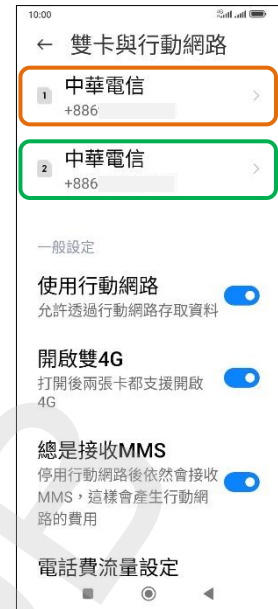 10:00
雙卡與行動網路
1
中華電信
+886
2
中華電信
+886
一般設定
使用行動網路
允許透過行動網路存取資料
開啟雙4G
打開後兩張卡都支援開啟
4G
總是接收MMS
停用行動網路後依然會接收
MMS，這樣會產生行動網
路的費用
電話費流量設定